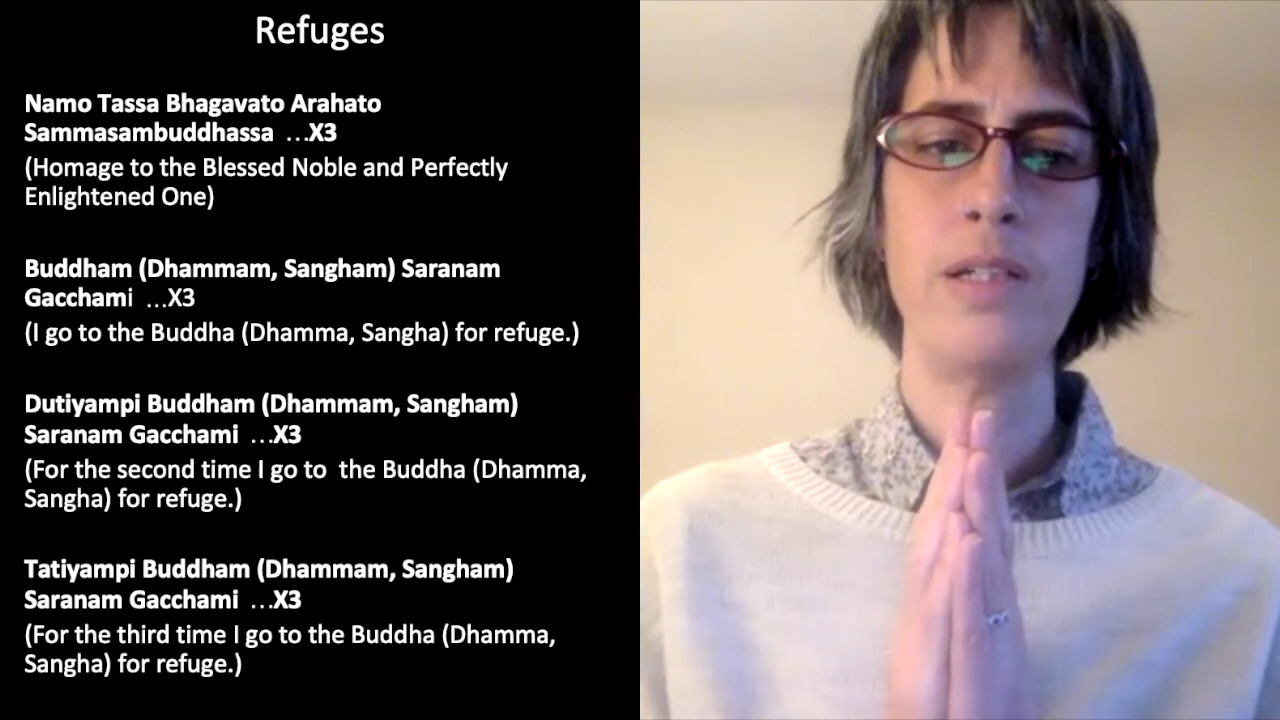 Refuges
Namo Tassa Bhagavato Arahato
Sammasambuddhassa …X3
(Homage to the Blessed Noble and Perfectly
Enlightened One)
Buddham (Dhammam, Sangham) Saranam
Gacchami …X3
(I go to the Buddha (Dhamma, Sangha) for refuge.)
Dutiyampi Buddham (Dhammam, Sangham)
Saranam Gacchami …X3
(For the second time I go to  the Buddha (Dhamma,
Sangha) for refuge.)
Tatiyampi Buddham (Dhammam, Sangham)
Saranam Gacchami …X3
(For the third time I go to the Buddha (Dhamma,
Sangha) for refuge.)